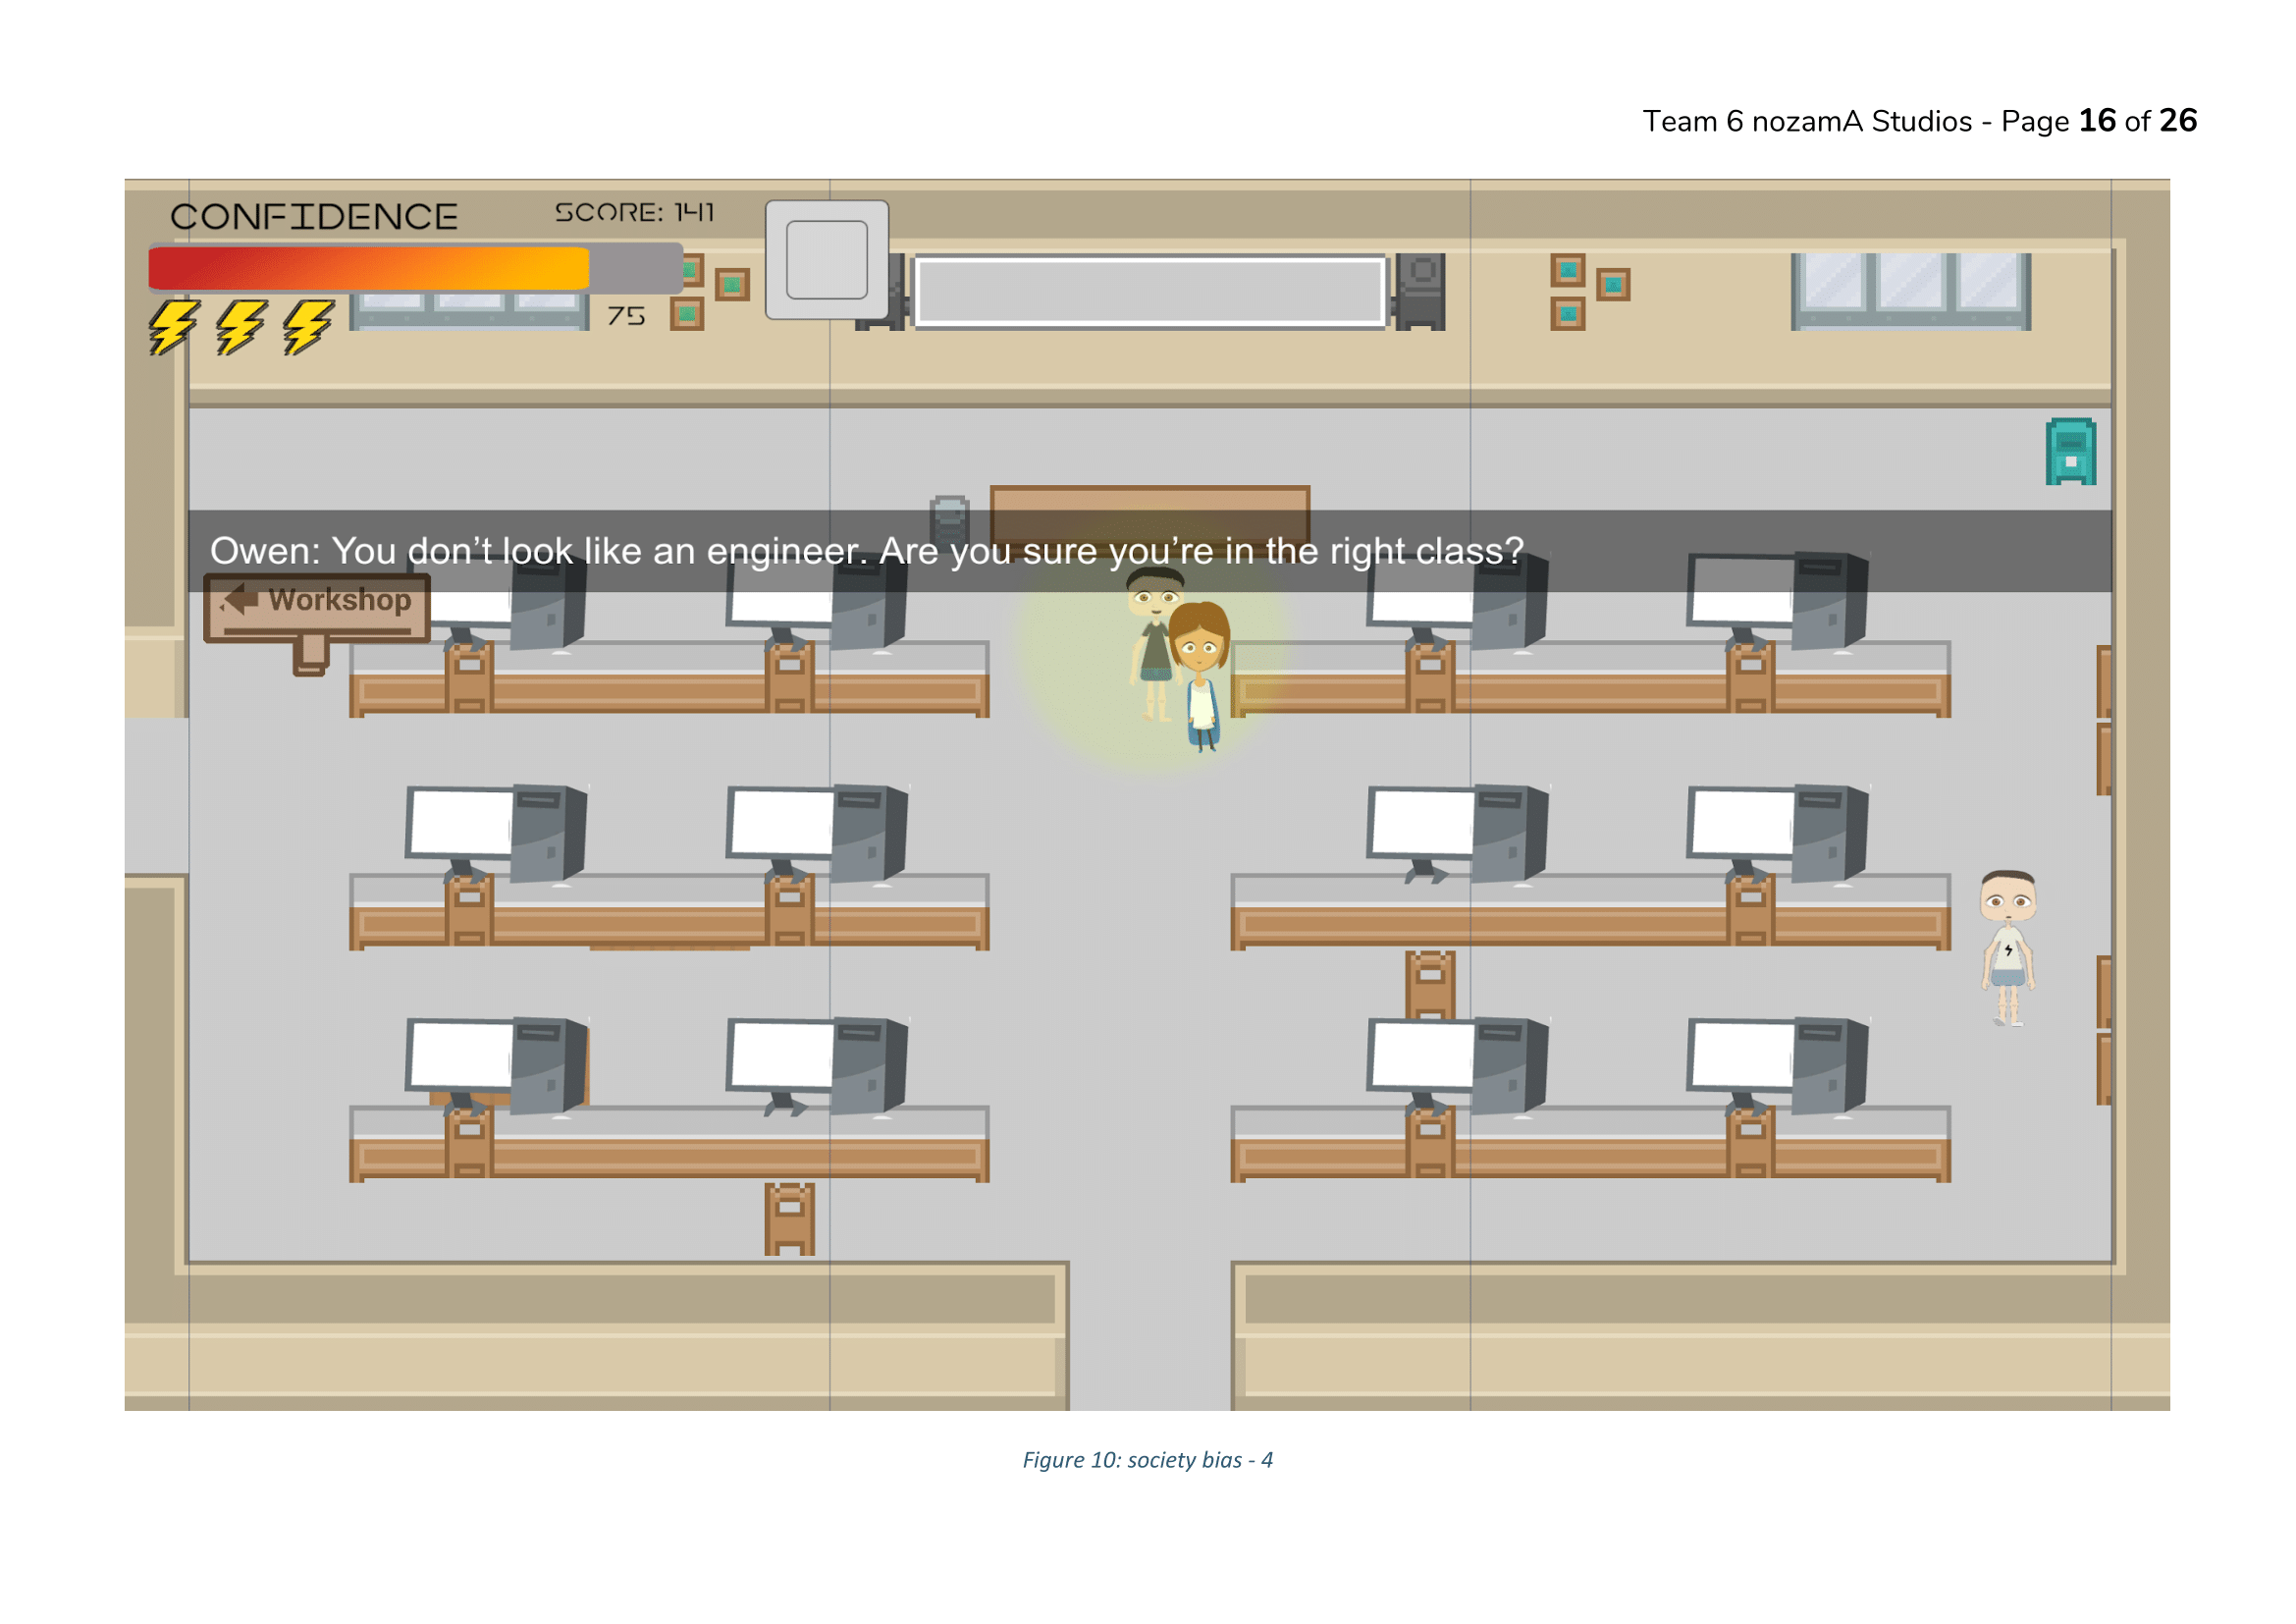 Team 6 nozamA Studios - Page 16 of 26
CONFIDENCE
SCORE: 141
75
Owen: You don’t look like an engineer. Are you sure you’re in the right class?
Workshop
Figure 10: society bias - 4